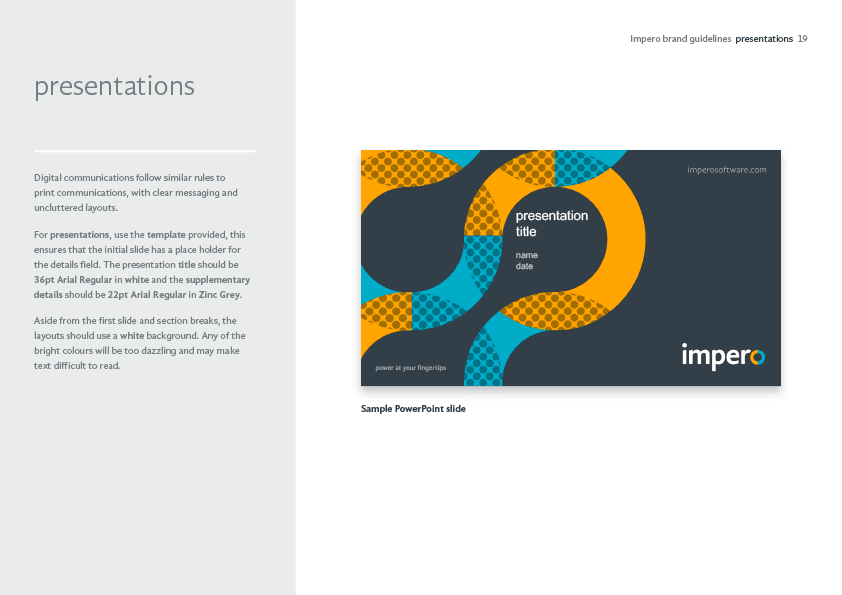 Impero brand guidelines presentations 19
presentations
Digital communications follow similar rules to
print communications, with clear messaging and
uncluttered layouts.
For presentations, use the template provided, this
ensures that the initial slide has a place holder for
the details field. The presentation title should be
36pt Arial Regular in white and the supplementary
details should be 22pt Arial Regular in Zinc Grey.
Aside from the first slide and section breaks, the
layouts should use a white background. Any of the
bright colours will be too dazzling and may make
text difficult to read.
imperosoftware.com
presentation
title
name
date
impero
power at your fingertips
Sample PowerPoint slide